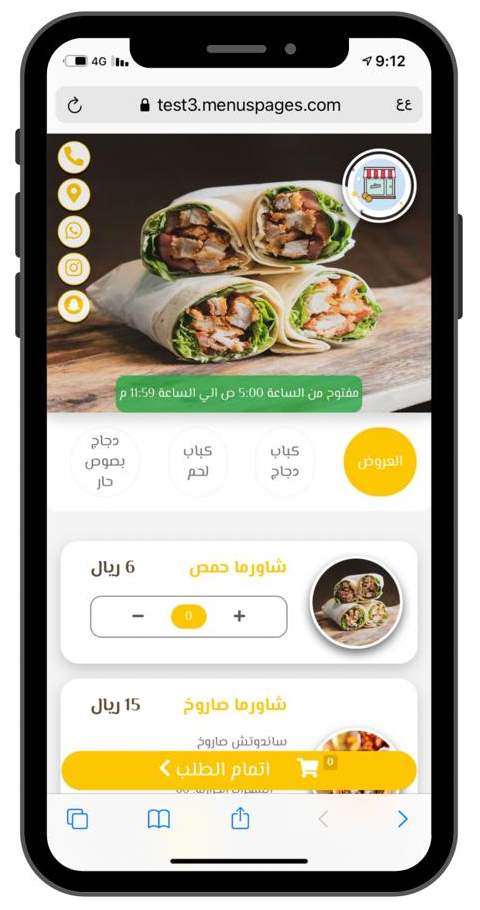 4G
9:12
test3.menuspages.com
عع
مفتوح من الساعة 5:00 ص الي الساعة 11:59 م
العروض
كباب
دجاج
كباب
لحم
دجاج
بصوص
حار
شاورما حمص
6 ريال
+ 0 −
شاورما صاروخ
15 ريال
ساندوتش صاروخ
0
اتمام الطلب